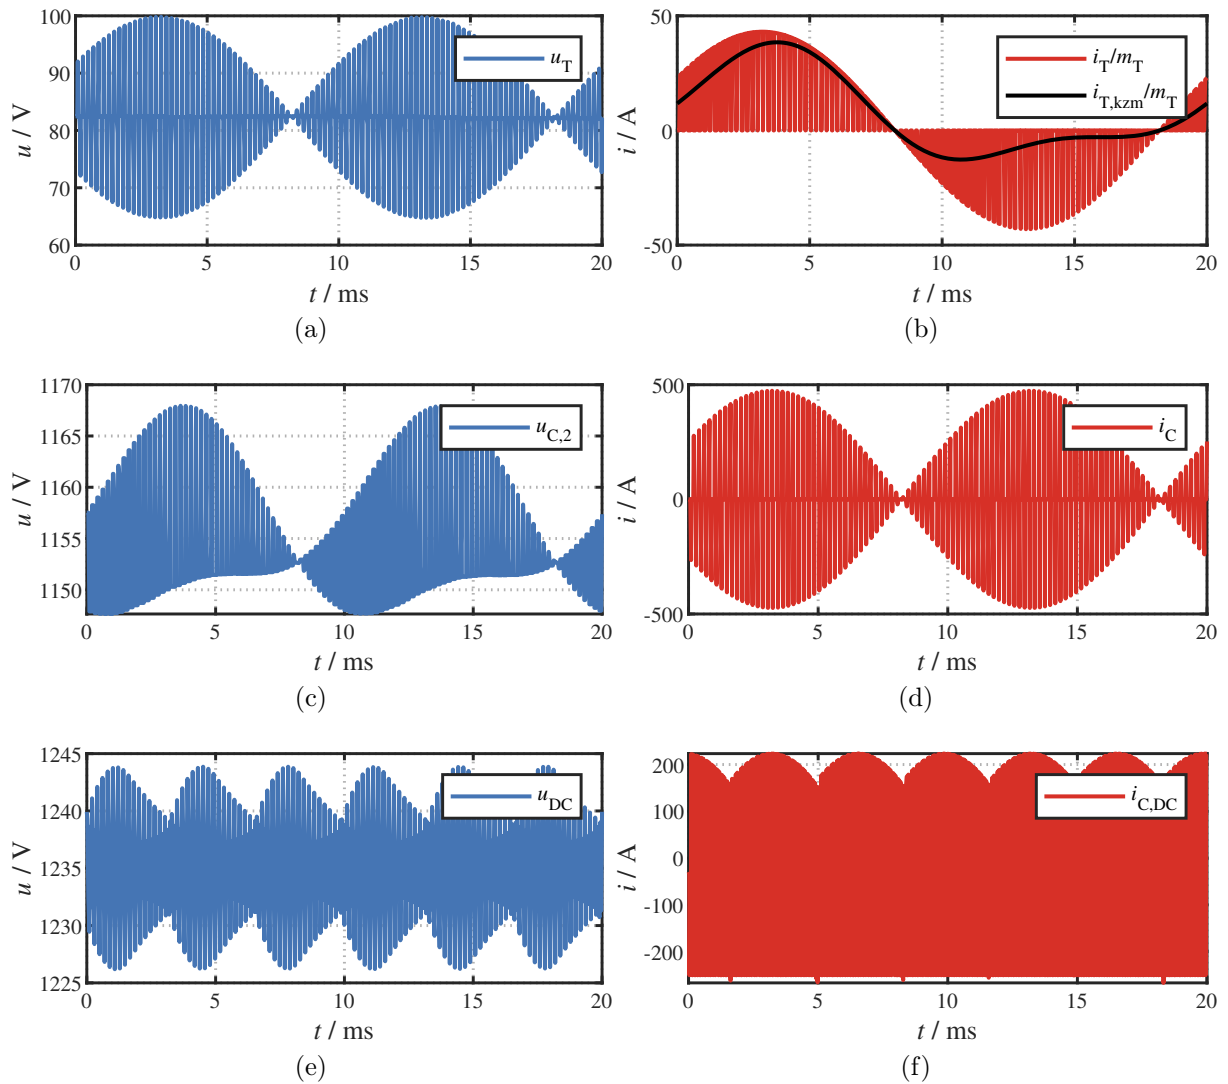 100
90
80
70
60
u / V
u_T
0
5
10
15
20
t / ms
(a)
50
0
-50
i / A
i_T/m_T
i_T,kzm/m_T
0
5
10
15
20
t / ms
(b)
1170
1165
1160
1155
1150
u / V
u_C,2
0
5
10
15
20
t / ms
(c)
500
0
-500
i / A
i_C
0
5
10
15
20
t / ms
(d)
1245
1240
1235
1230
1225
u / V
u_DC
0
5
10
15
20
t / ms
(e)
200
100
0
-100
-200
i / A
i_C,DC
0
5
10
15
20
t / ms
(f)